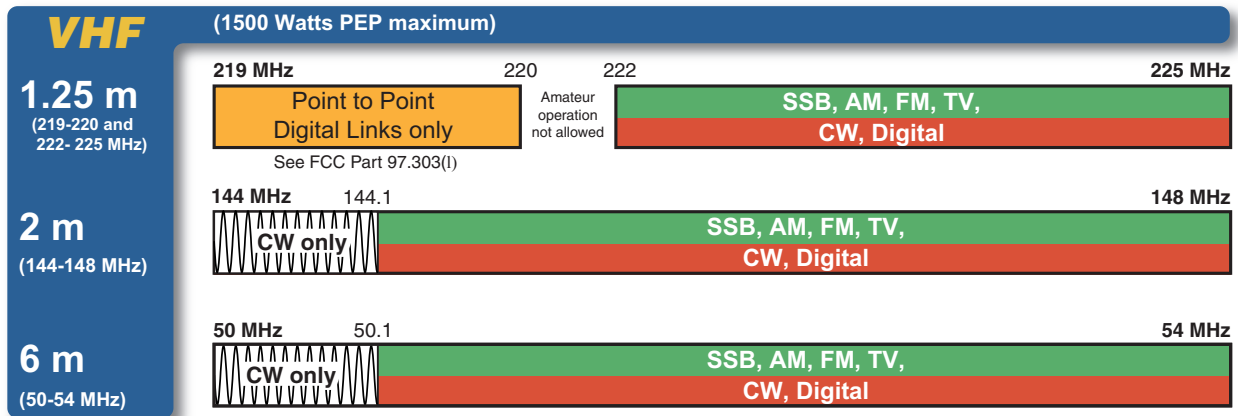 VHF
(1500 Watts PEP maximum)
1.25 m
(219-220 and
222- 225 MHz)
219 MHz 220 222 225 MHz
Point to Point
Digital Links only
Amateur
operation
not allowed
SSB, AM, FM, TV,
CW, Digital
See FCC Part 97.303(l)
2 m
(144-148 MHz)
144 MHz 144.1 148 MHz
CW only
SSB, AM, FM, TV,
CW, Digital
6 m
(50-54 MHz)
50 MHz 50.1 54 MHz
CW only
SSB, AM, FM, TV,
CW, Digital